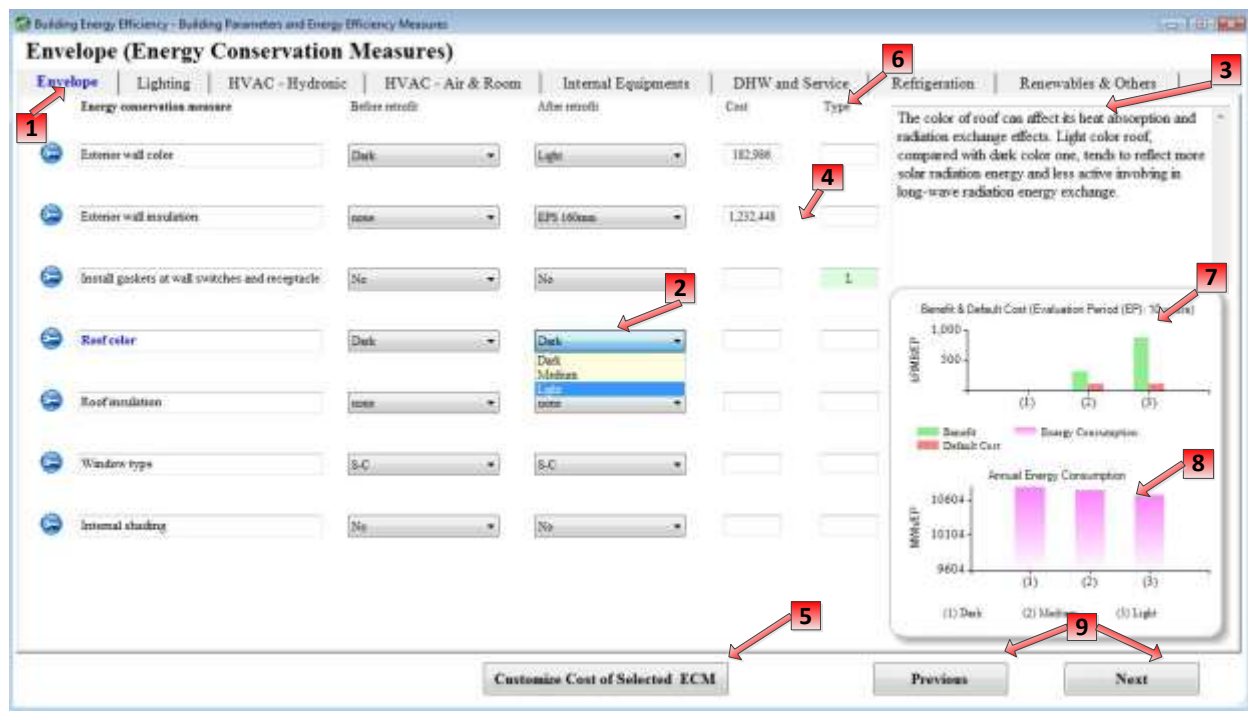 Building Energy Efficiency - Building Parameters and Energy Efficiency Measures
Envelope (Energy Conservation Measures)
6
Envelope | Lighting | HVAC - Hydronic | HVAC - Air & Room | Internal Equipments | DHW and Service | Refrigeration | Renewables & Others |
3
1
Energy conservation measure Before retrofit After retrofit Cost Type
The color of roof can affect its heat absorption and
radiation exchange effects. Light color roof,
compared with dark color one, tends to reflect more
solar radiation energy and less active involving in
long-wave radiation energy exchange.
Exterior wall color Dark Light 182,986
4
Exterior wall insulation none EPS 160mm 1,232,448
Install gaskets at wall switches and receptacle No No 1
2
7
Roof color Dark Dark
Dark
Medium
Light
Roof insulation none none
Window type S-C S-C
Internal shading No No
Benefit & Default Cost (Evaluation Period (EP):
1,000
500
(1) (2) (3)
Benefit Energy Consumption
Default Cost
8
Annual Energy Consumption
10604
10104
9604
MWh/EP
(1) (2) (3)
(1) Dark (2) Medium (3) Light
5
9
Customize Cost of Selected ECM Previous Next